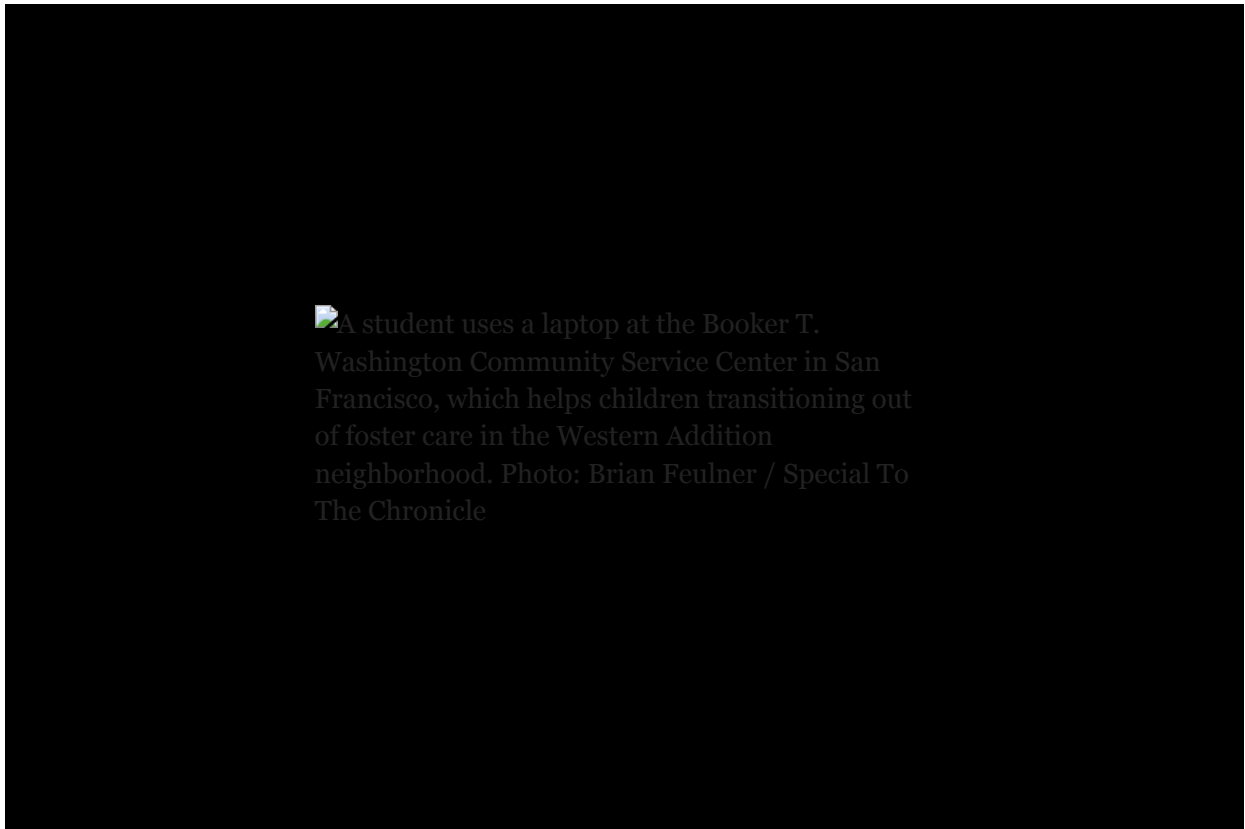 A student uses a laptop at the Booker T.
Washington Community Service Center in San
Francisco, which helps children transitioning out
of foster care in the Western Addition
neighborhood. Photo: Brian Feulner / Special To
The Chronicle